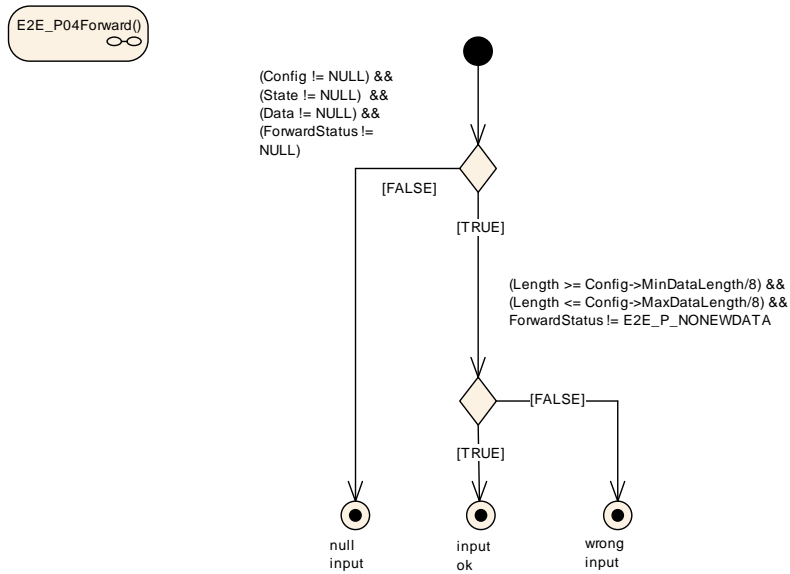 E2E_P04Forward()
(Config != NULL) &&
(State != NULL) &&
(Data != NULL) &&
(ForwardStatus !=
NULL)
[FALSE]
[TRUE]
(Length >= Config->MinDataLength/8) &&
(Length <= Config->MaxDataLength/8) &&
ForwardStatus != E2E_P_NONEWDATA
[FALSE]
[TRUE]
null
input
input
ok
wrong
input